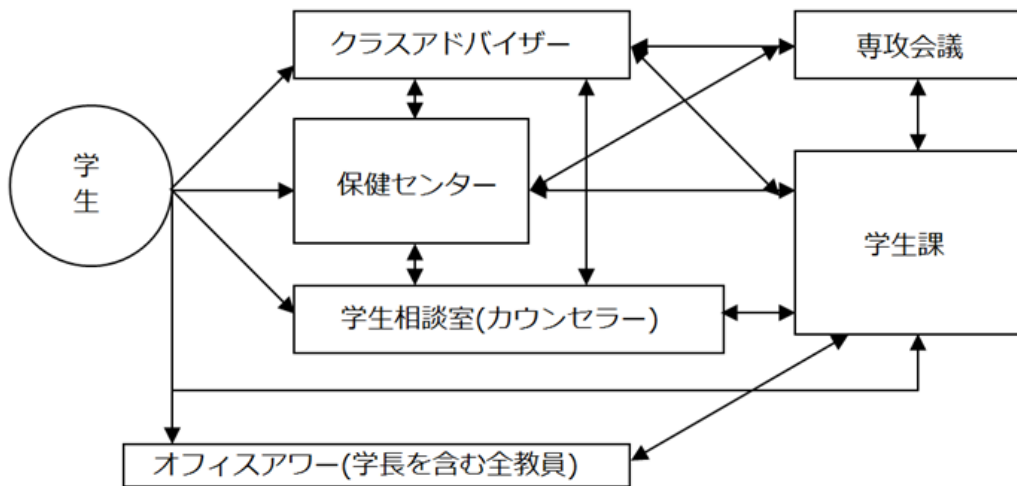 クラスアドバイザー
専攻会議
学
生
保健センター
学生課
学生相談室(カウンセラー)
オフィスアワー(学長を含む全教員)